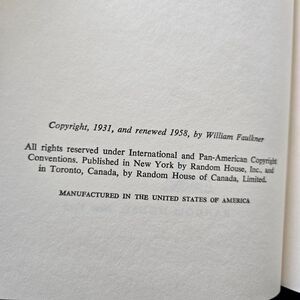 Copyright, 1931, and renewed 1958, by William Faulkner
All rights reserved under International and Pan-American Copyright
Conventions. Published in New York by Random House, Inc., and
in Toronto, Canada, by Random House of Canada, Limited.
MANUFACTURED IN THE UNITED STATES OF AMERICA